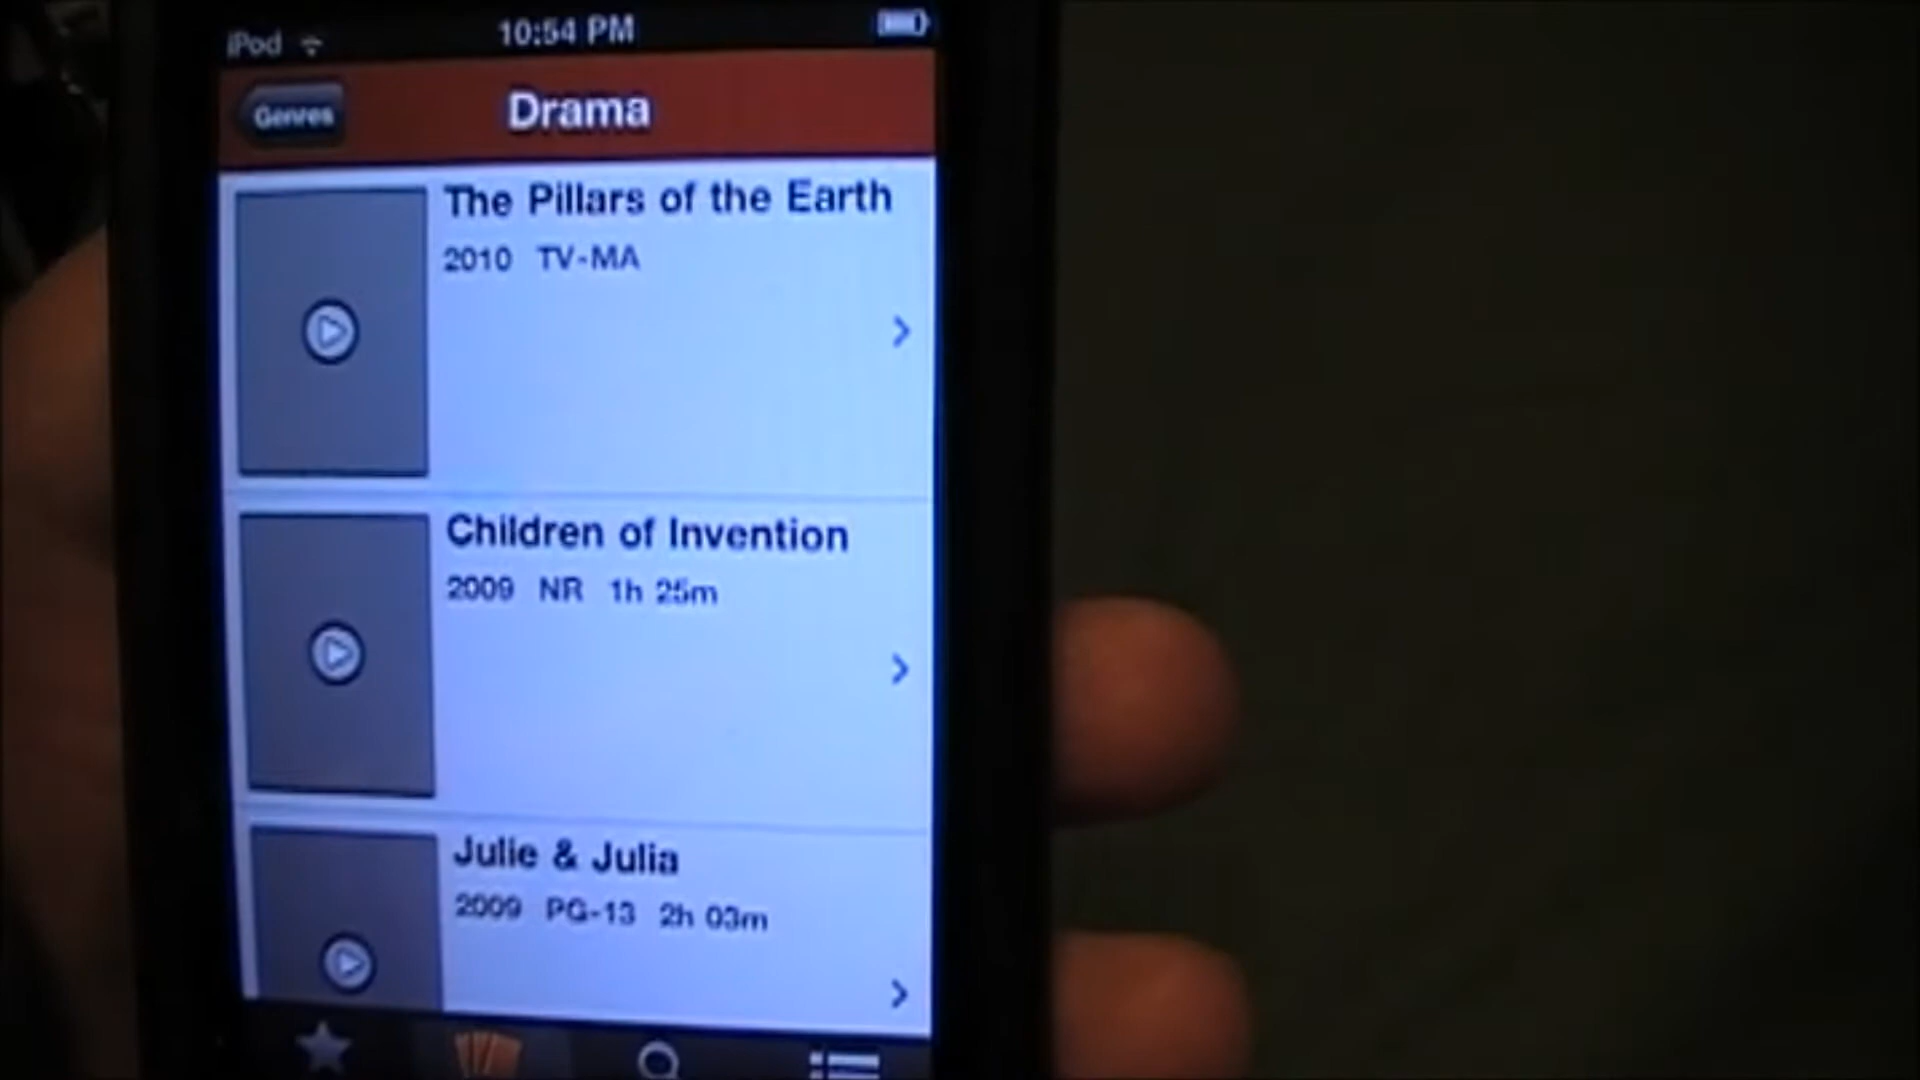 iPod 10:54 PM
Genres Drama
The Pillars of the Earth
2010 TV-MA
Children of Invention
2009 NR 1h 25m
Julie & Julia
2009 PG-13 2h 03m